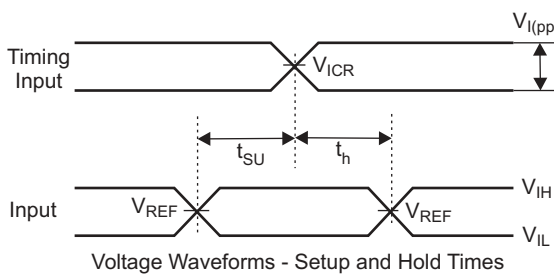 V_I(pp
Timing
Input
V_ICR
t_SU
t_h
V_IH
Input
V_REF
V_REF
V_IL
Voltage Waveforms - Setup and Hold Times